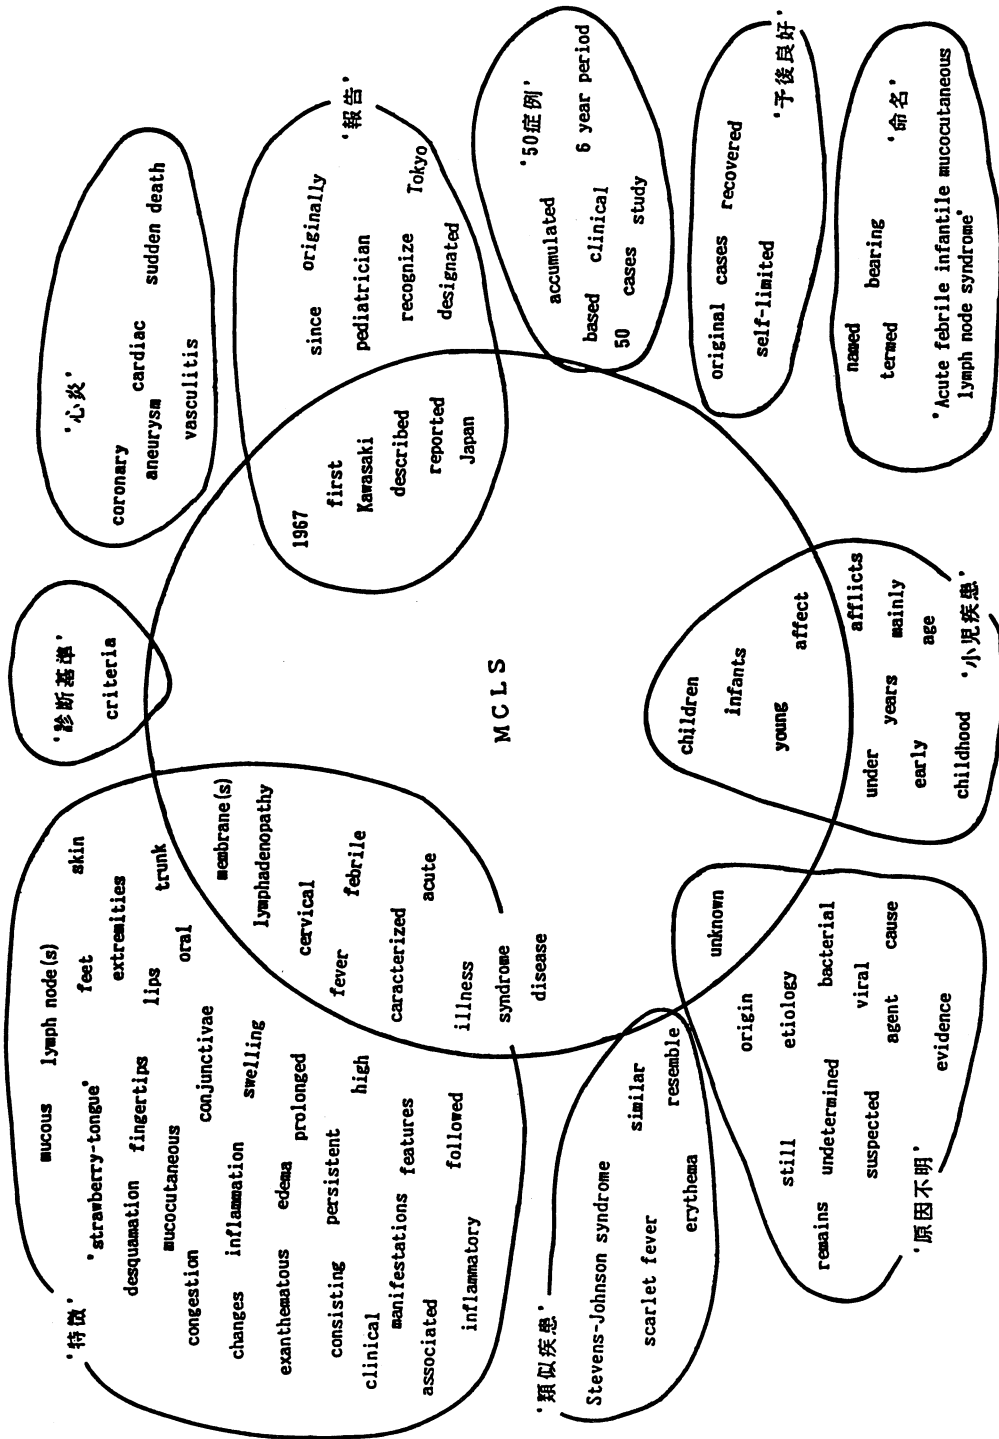 '特徴'
mucous lymph node(s)
skin
'strawberry-tongue' feet
desquamation fingertips extremities
mucocutaneous lips trunk
congestion conjunctivae oral
changes inflammation swelling membrane(s)
exanthematous edema lymphadenopathy
prolonged cervical
consisting persistent fever febrile
clinical high
manifestations features caracterized
associated followed acute
inflammatory illness
syndrome
disease
'診断基準'
criteria
'心炎'
coronary
aneurysm cardiac sudden death
vasculitis
'報告'
1967 since originally
first
Kawasaki pediatrician
described recognize Tokyo
reported designated
Japan
MCLS
'50症例'
accumulated
6 year period
based clinical
50 cases study
'類似疾患'
Stevens-Johnson syndrome
similar
scarlet fever resemble
erythema
children
infants
young affect
under afflicts
years mainly
early age
childhood '小児疾患'
unknown
origin
still etiology
remains undetermined bacterial
suspected viral
agent cause
'原因不明' evidence
original cases recovered
self-limited
'予後良好'
named bearing
termed '命名'
'Acute febrile infantile mucocutaneous
lymph node syndrome'